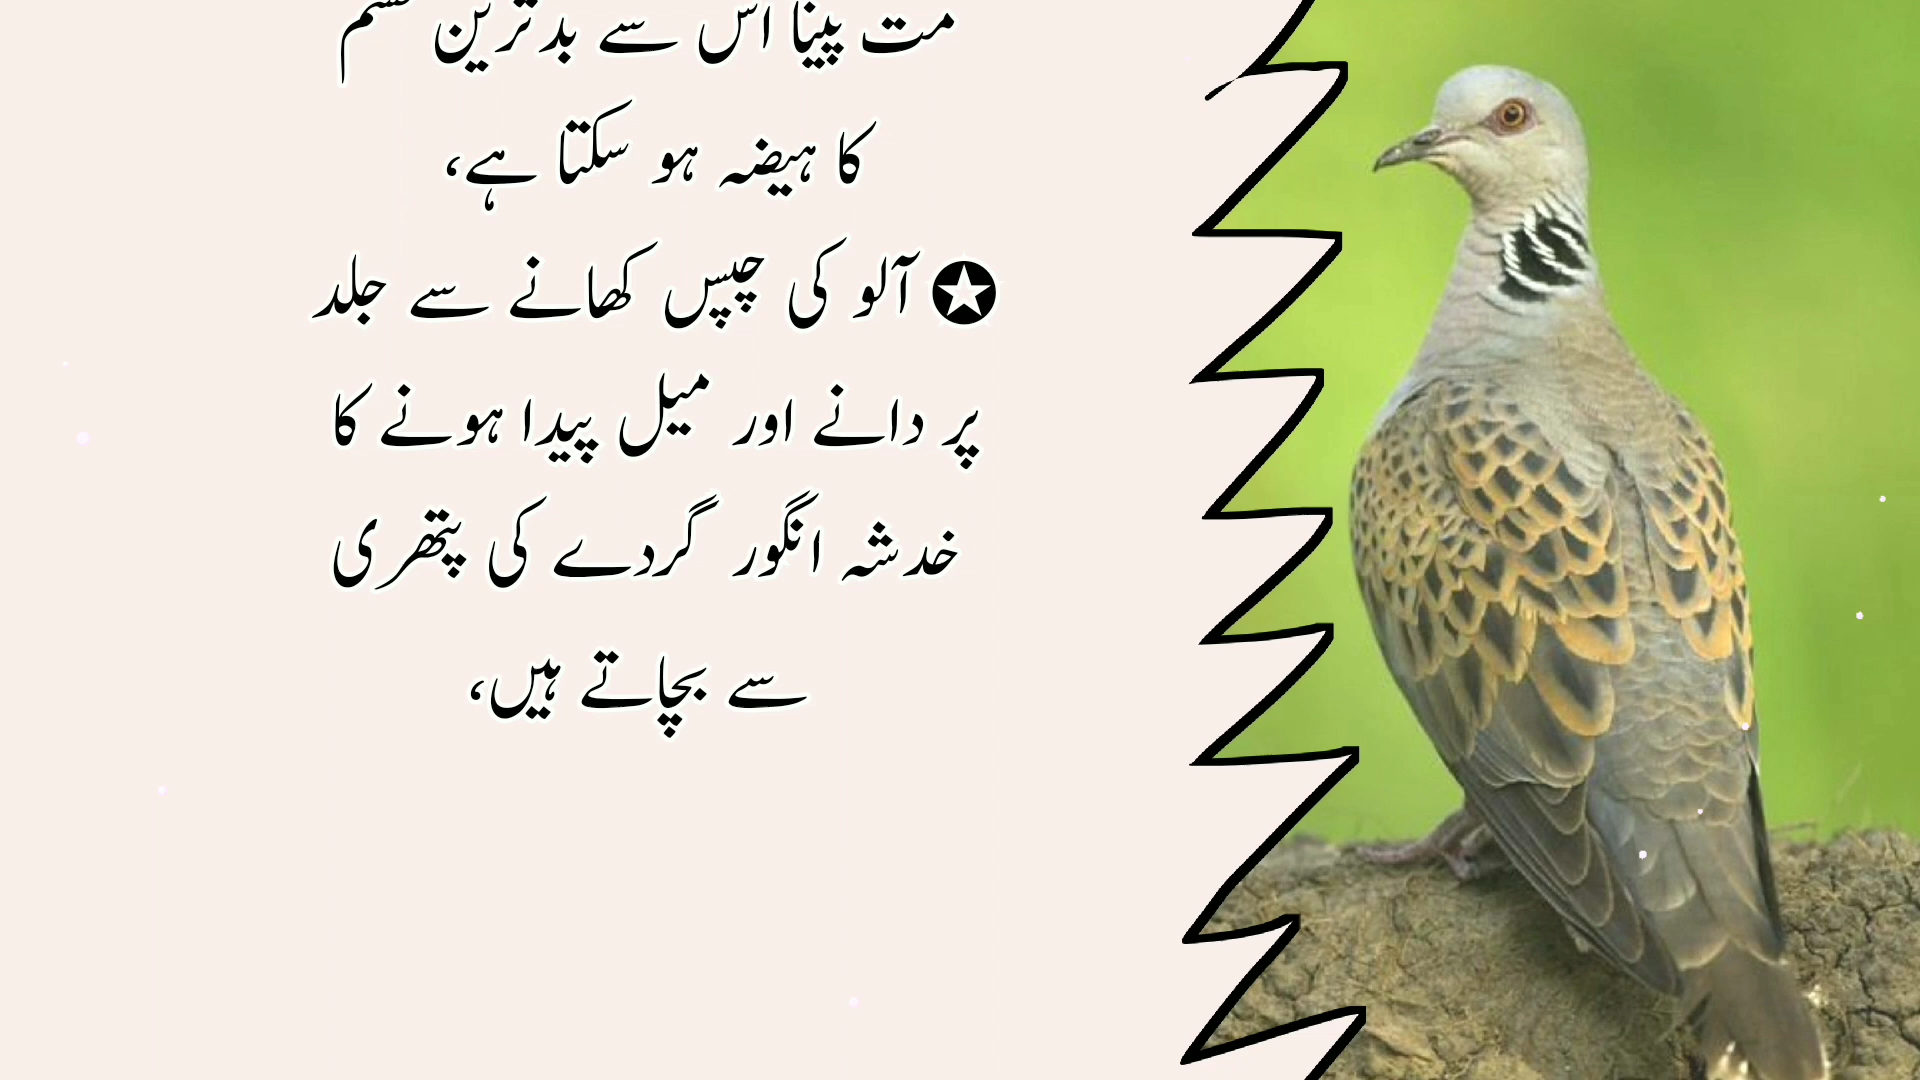 مت پینا اس سے بدترین قسم
کا ہیضہ ہو سکتا ہے،
✪ آلو کی چپس کھانے سے جلد
پر دانے اور میل پیدا ہونے کا
خدشہ انگور گردے کی پتھری
سے بچاتے ہیں،